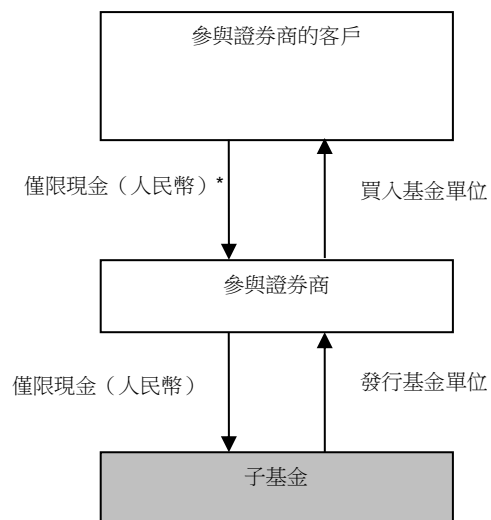 參與證券商的客戶
僅限現金（人民幣）*
買入基金單位
參與證券商
僅限現金（人民幣）
發行基金單位
子基金